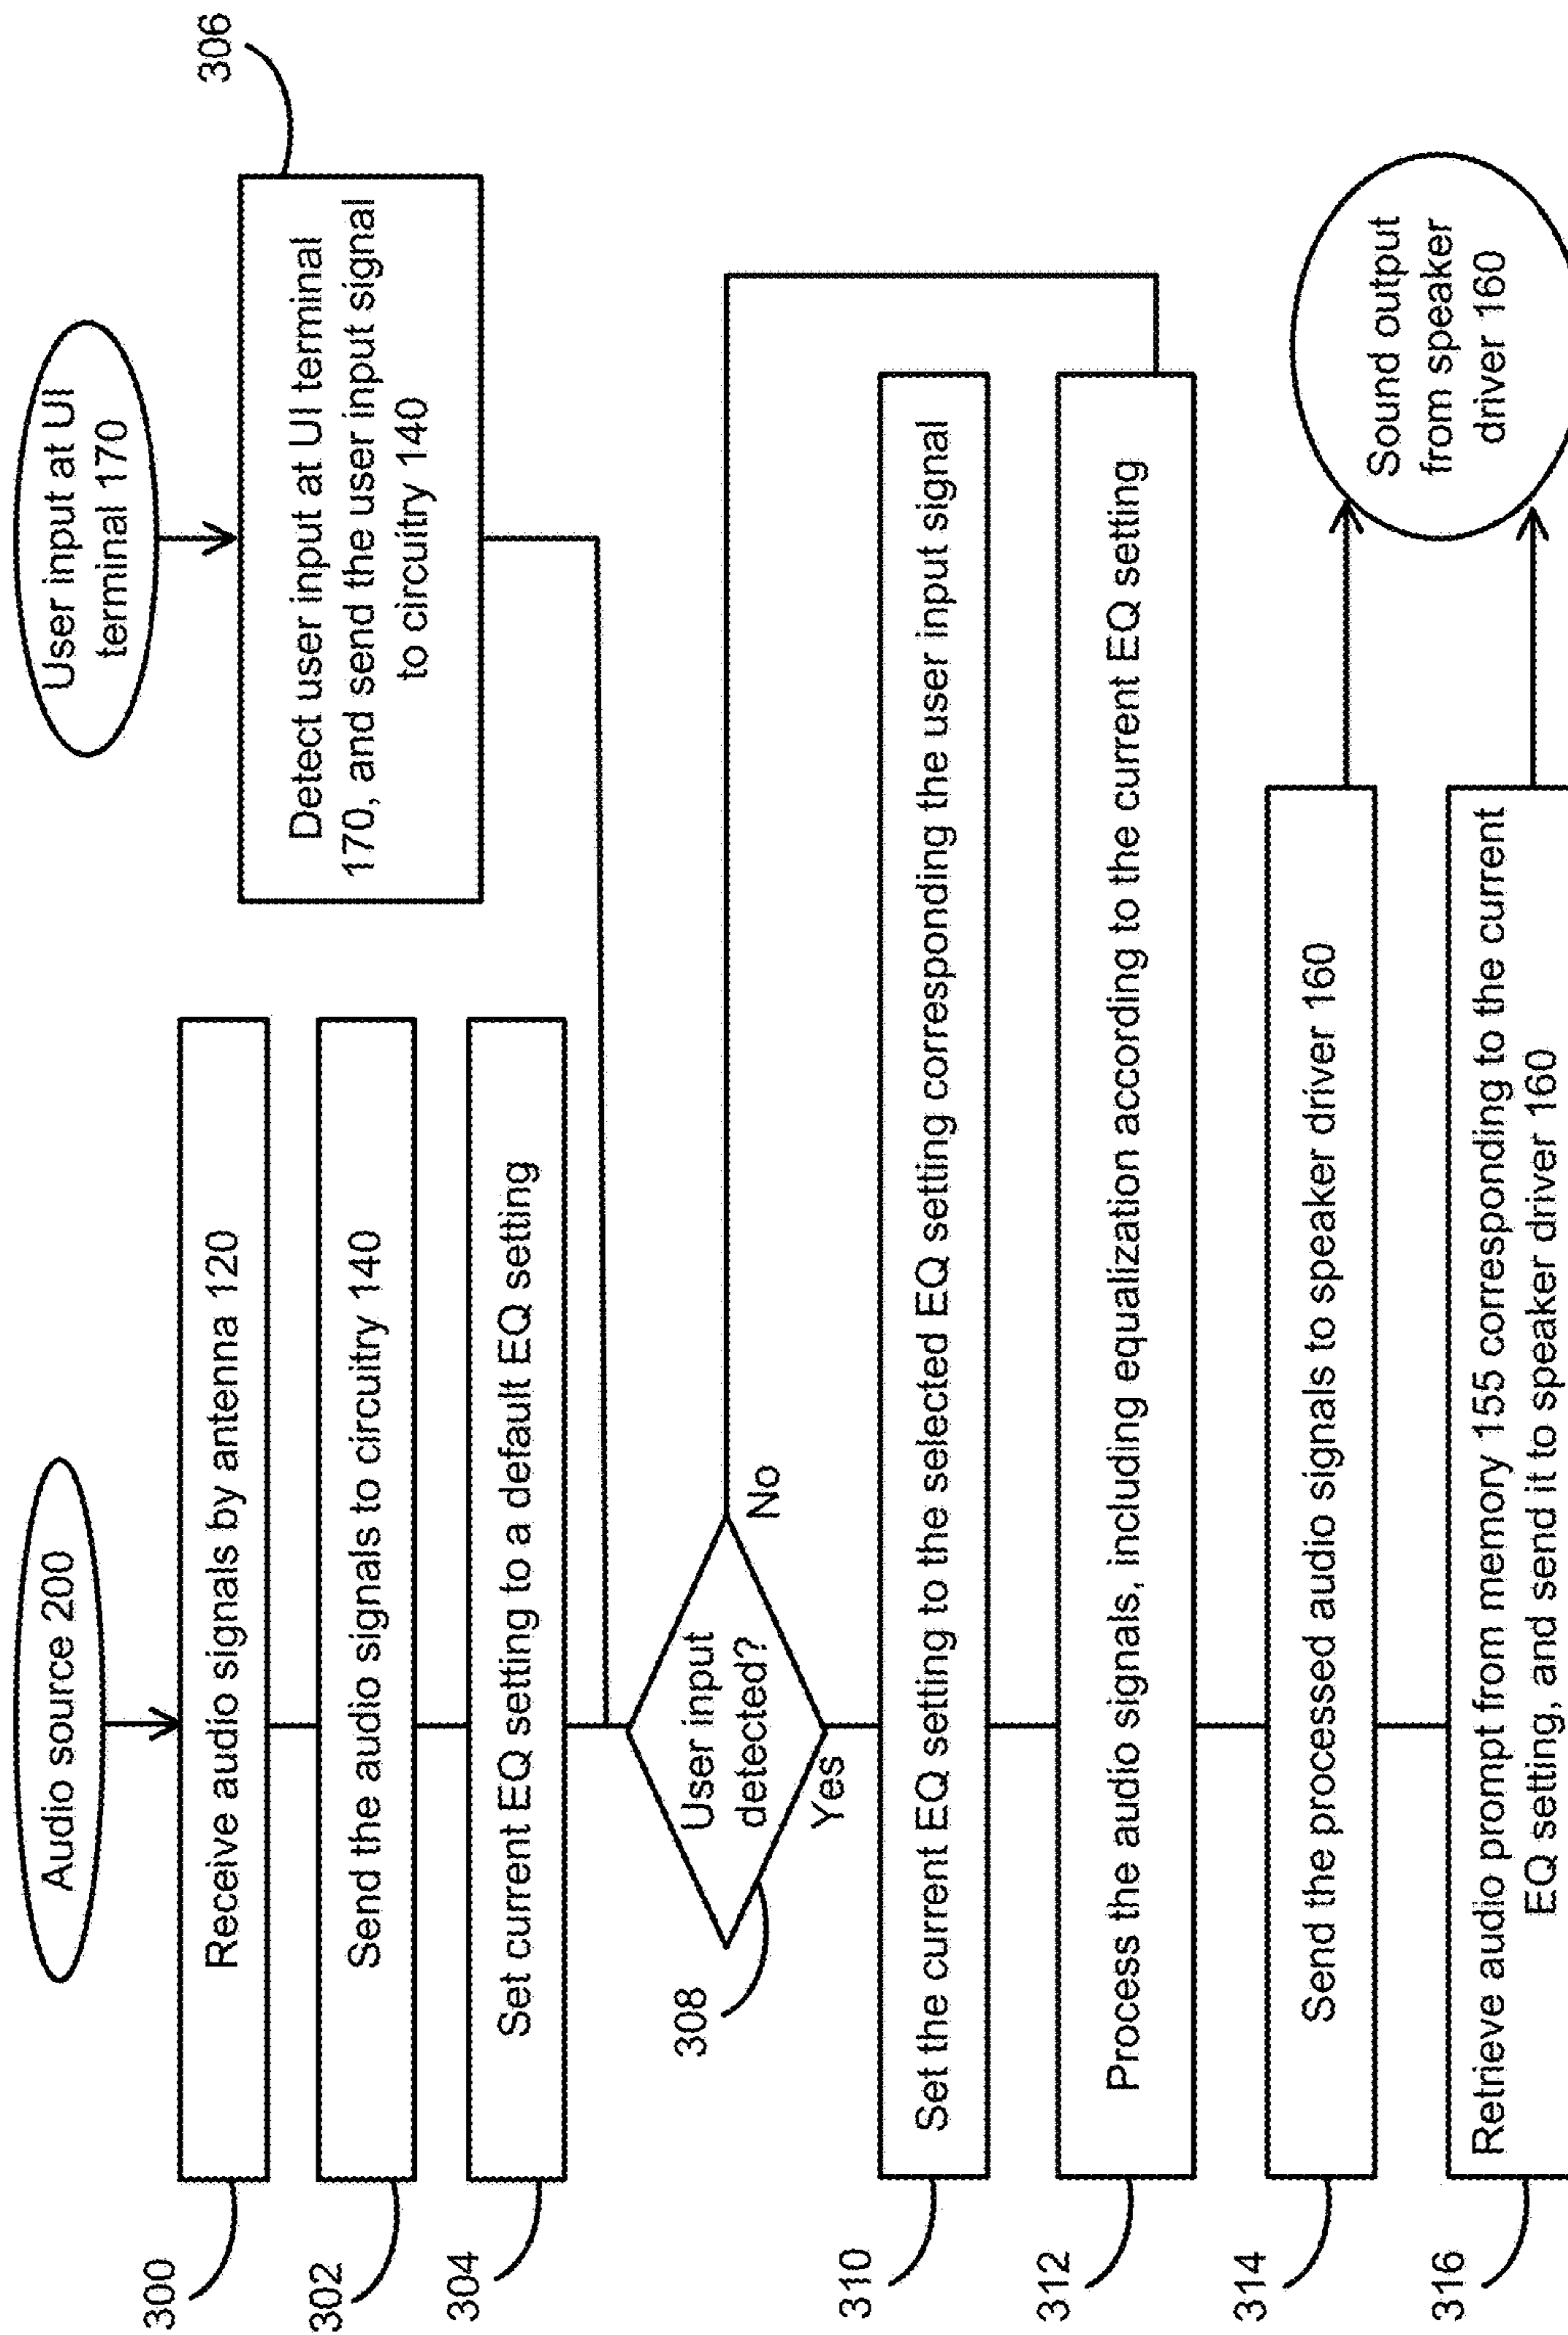 Audio source 200
User input at UI
terminal 170
300
Receive audio signals by antenna 120
306
Detect user input at UI terminal
170, and send the user input signal
to circuitry 140
302
Send the audio signals to circuitry 140
304
Set current EQ setting to a default EQ setting
308
User input
detected?
No
Yes
310
Set the current EQ setting to the selected EQ setting corresponding the user input signal
312
Process the audio signals, including equalization according to the current EQ setting
314
Send the processed audio signals to speaker driver 160
Sound output
from speaker
driver 160
316
Retrieve audio prompt from memory 155 corresponding to the current
EQ setting, and send it to speaker driver 160